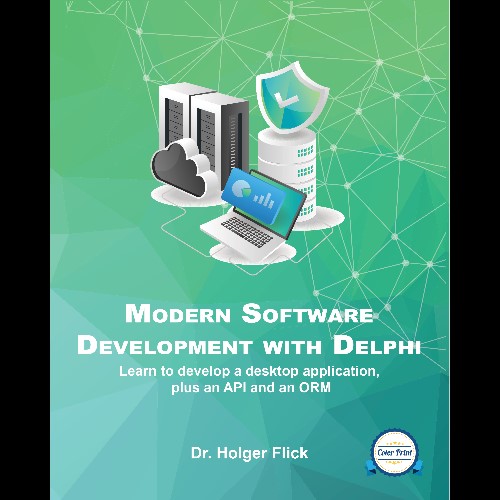 MODERN SOFTWARE
DEVELOPMENT WITH DELPHI
Learn to develop a desktop application,
plus an API and an ORM
Dr. Holger Flick
Color Print